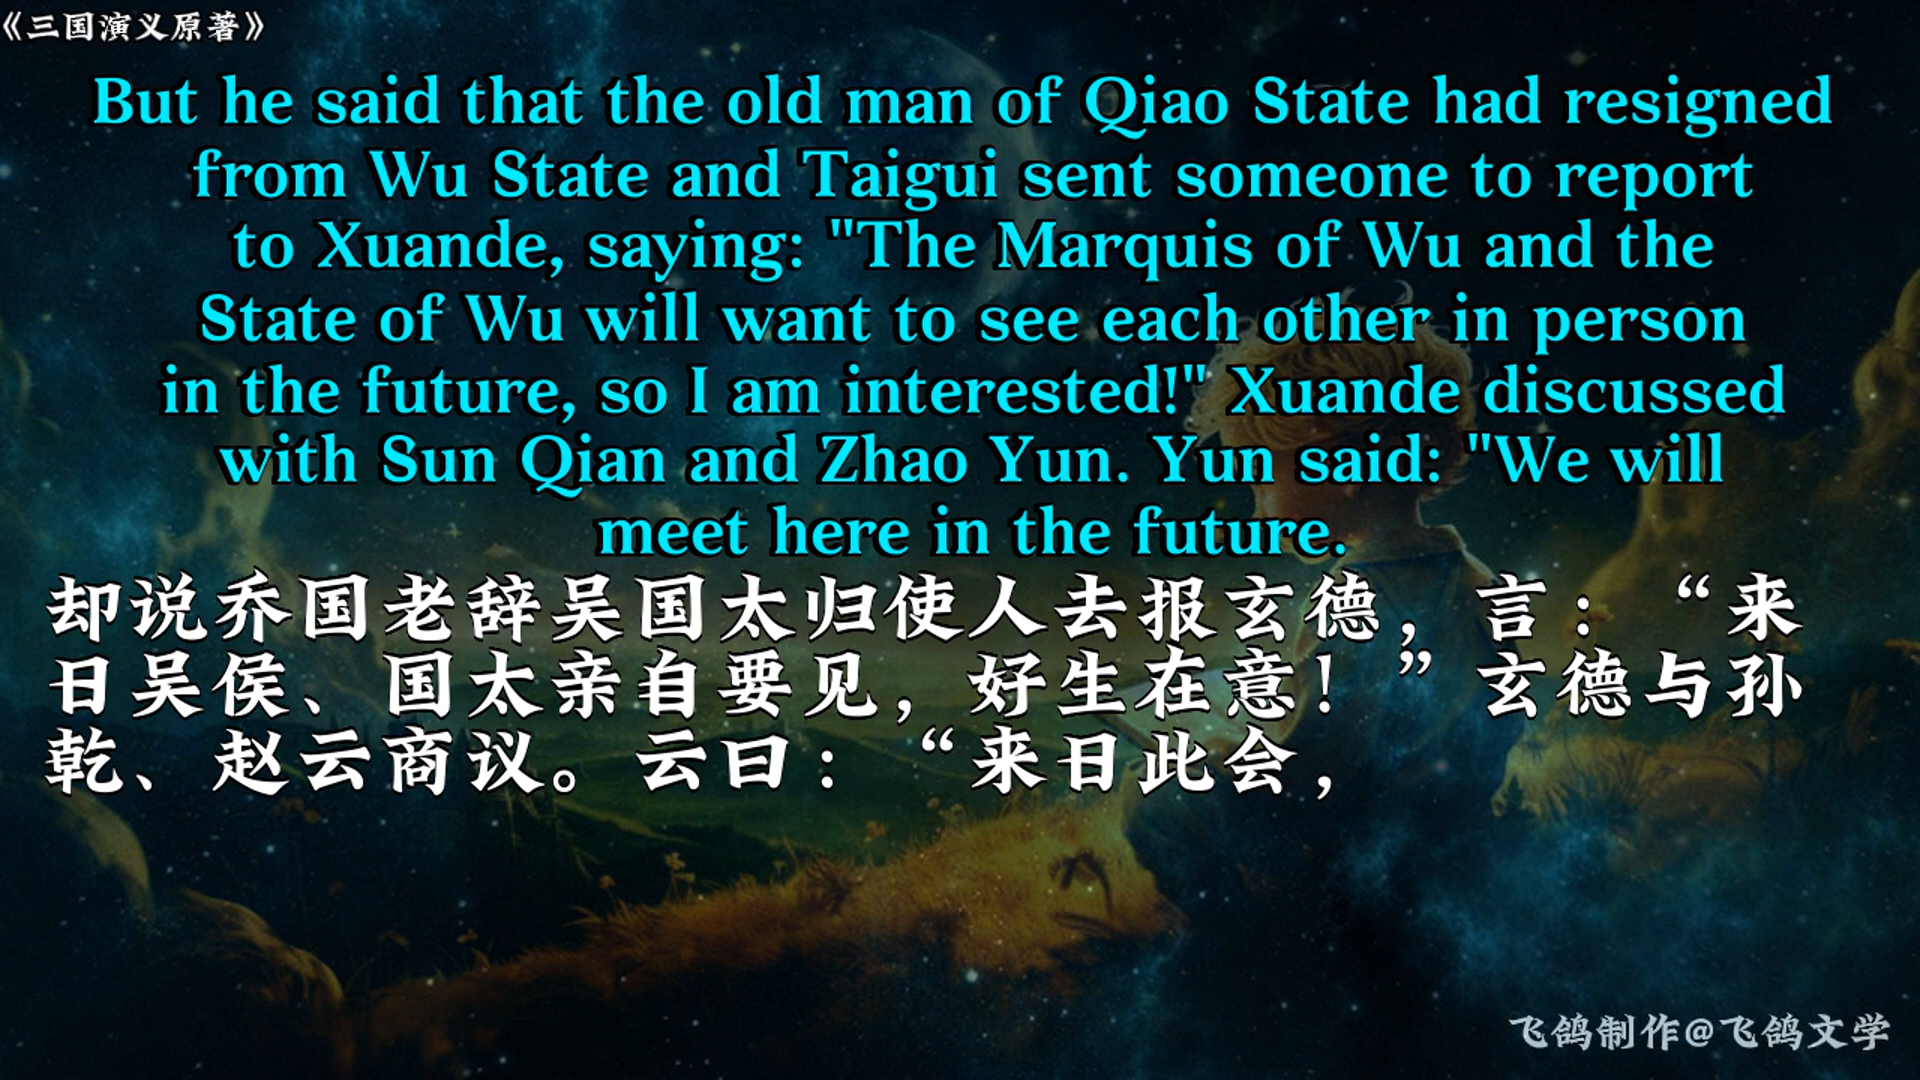 《三国演义原著》
But he said that the old man of Qiao State had resigned
from Wu State and Taigui sent someone to report
to Xuande, saying: "The Marquis of Wu and the
State of Wu will want to see each other in person
in the future, so I am interested!" Xuande discussed
with Sun Qian and Zhao Yun. Yun said: "We will
meet here in the future.
却说乔国老辞吴国太归使人去报玄德，言：“来
日吴侯、国太亲自要见，好生在意！”玄德与孙
乾、赵云商议。云曰：“来日此会，
飞鸽制作@飞鸽文学